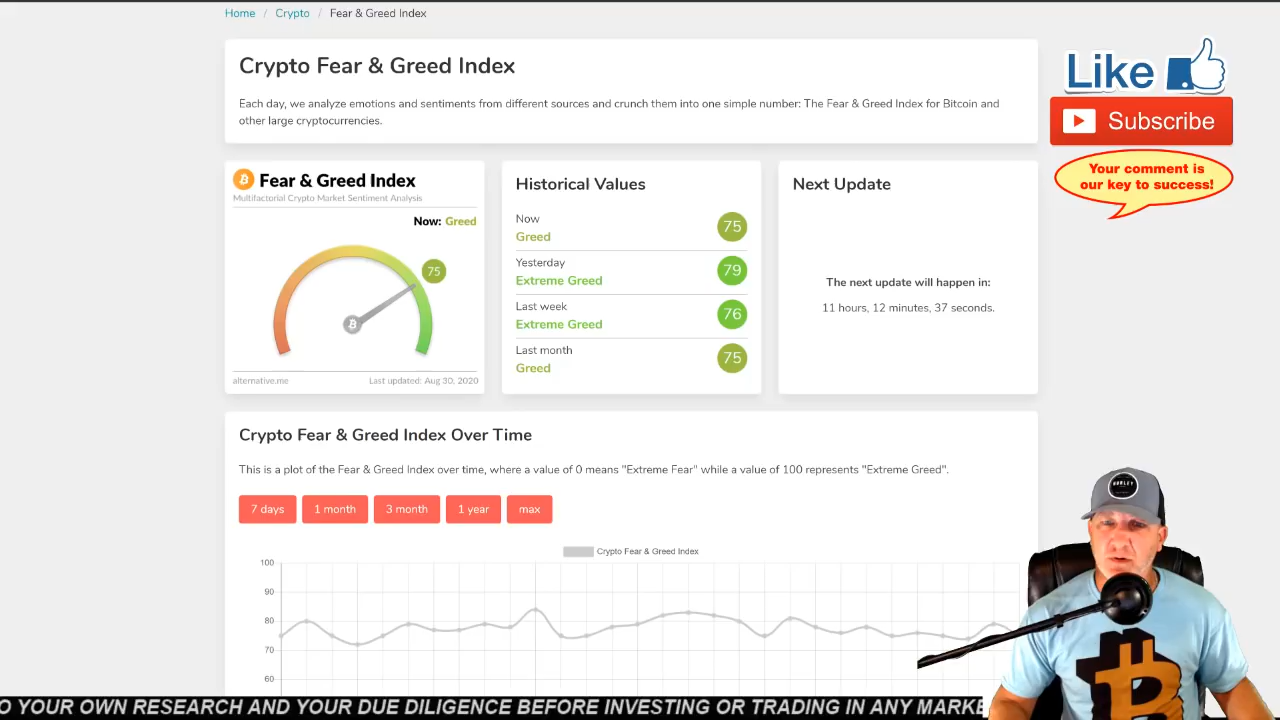 Home / Crypto / Fear & Greed Index
Crypto Fear & Greed Index
Each day, we analyze emotions and sentiments from different sources and crunch them into one simple number: The Fear & Greed Index for Bitcoin and
other large cryptocurrencies.
Like
Subscribe
Your comment is
our key to success!
Fear & Greed Index
Multifactorial Crypto Market Sentiment Analysis
Now: Greed
75
alternative.me
Last updated: Aug 30, 2020
Historical Values
Now
Greed
75
Yesterday
Extreme Greed
79
Last week
Extreme Greed
76
Last month
Greed
75
Next Update
The next update will happen in:
11 hours, 12 minutes, 37 seconds.
Crypto Fear & Greed Index Over Time
This is a plot of the Fear & Greed Index over time, where a value of 0 means "Extreme Fear" while a value of 100 represents "Extreme Greed".
7 days
1 month
3 month
1 year
max
Crypto Fear & Greed Index
100
90
80
70
60
HURLEY
O YOUR OWN RESEARCH AND YOUR DUE DILIGENCE BEFORE INVESTING OR TRADING IN ANY MARKE